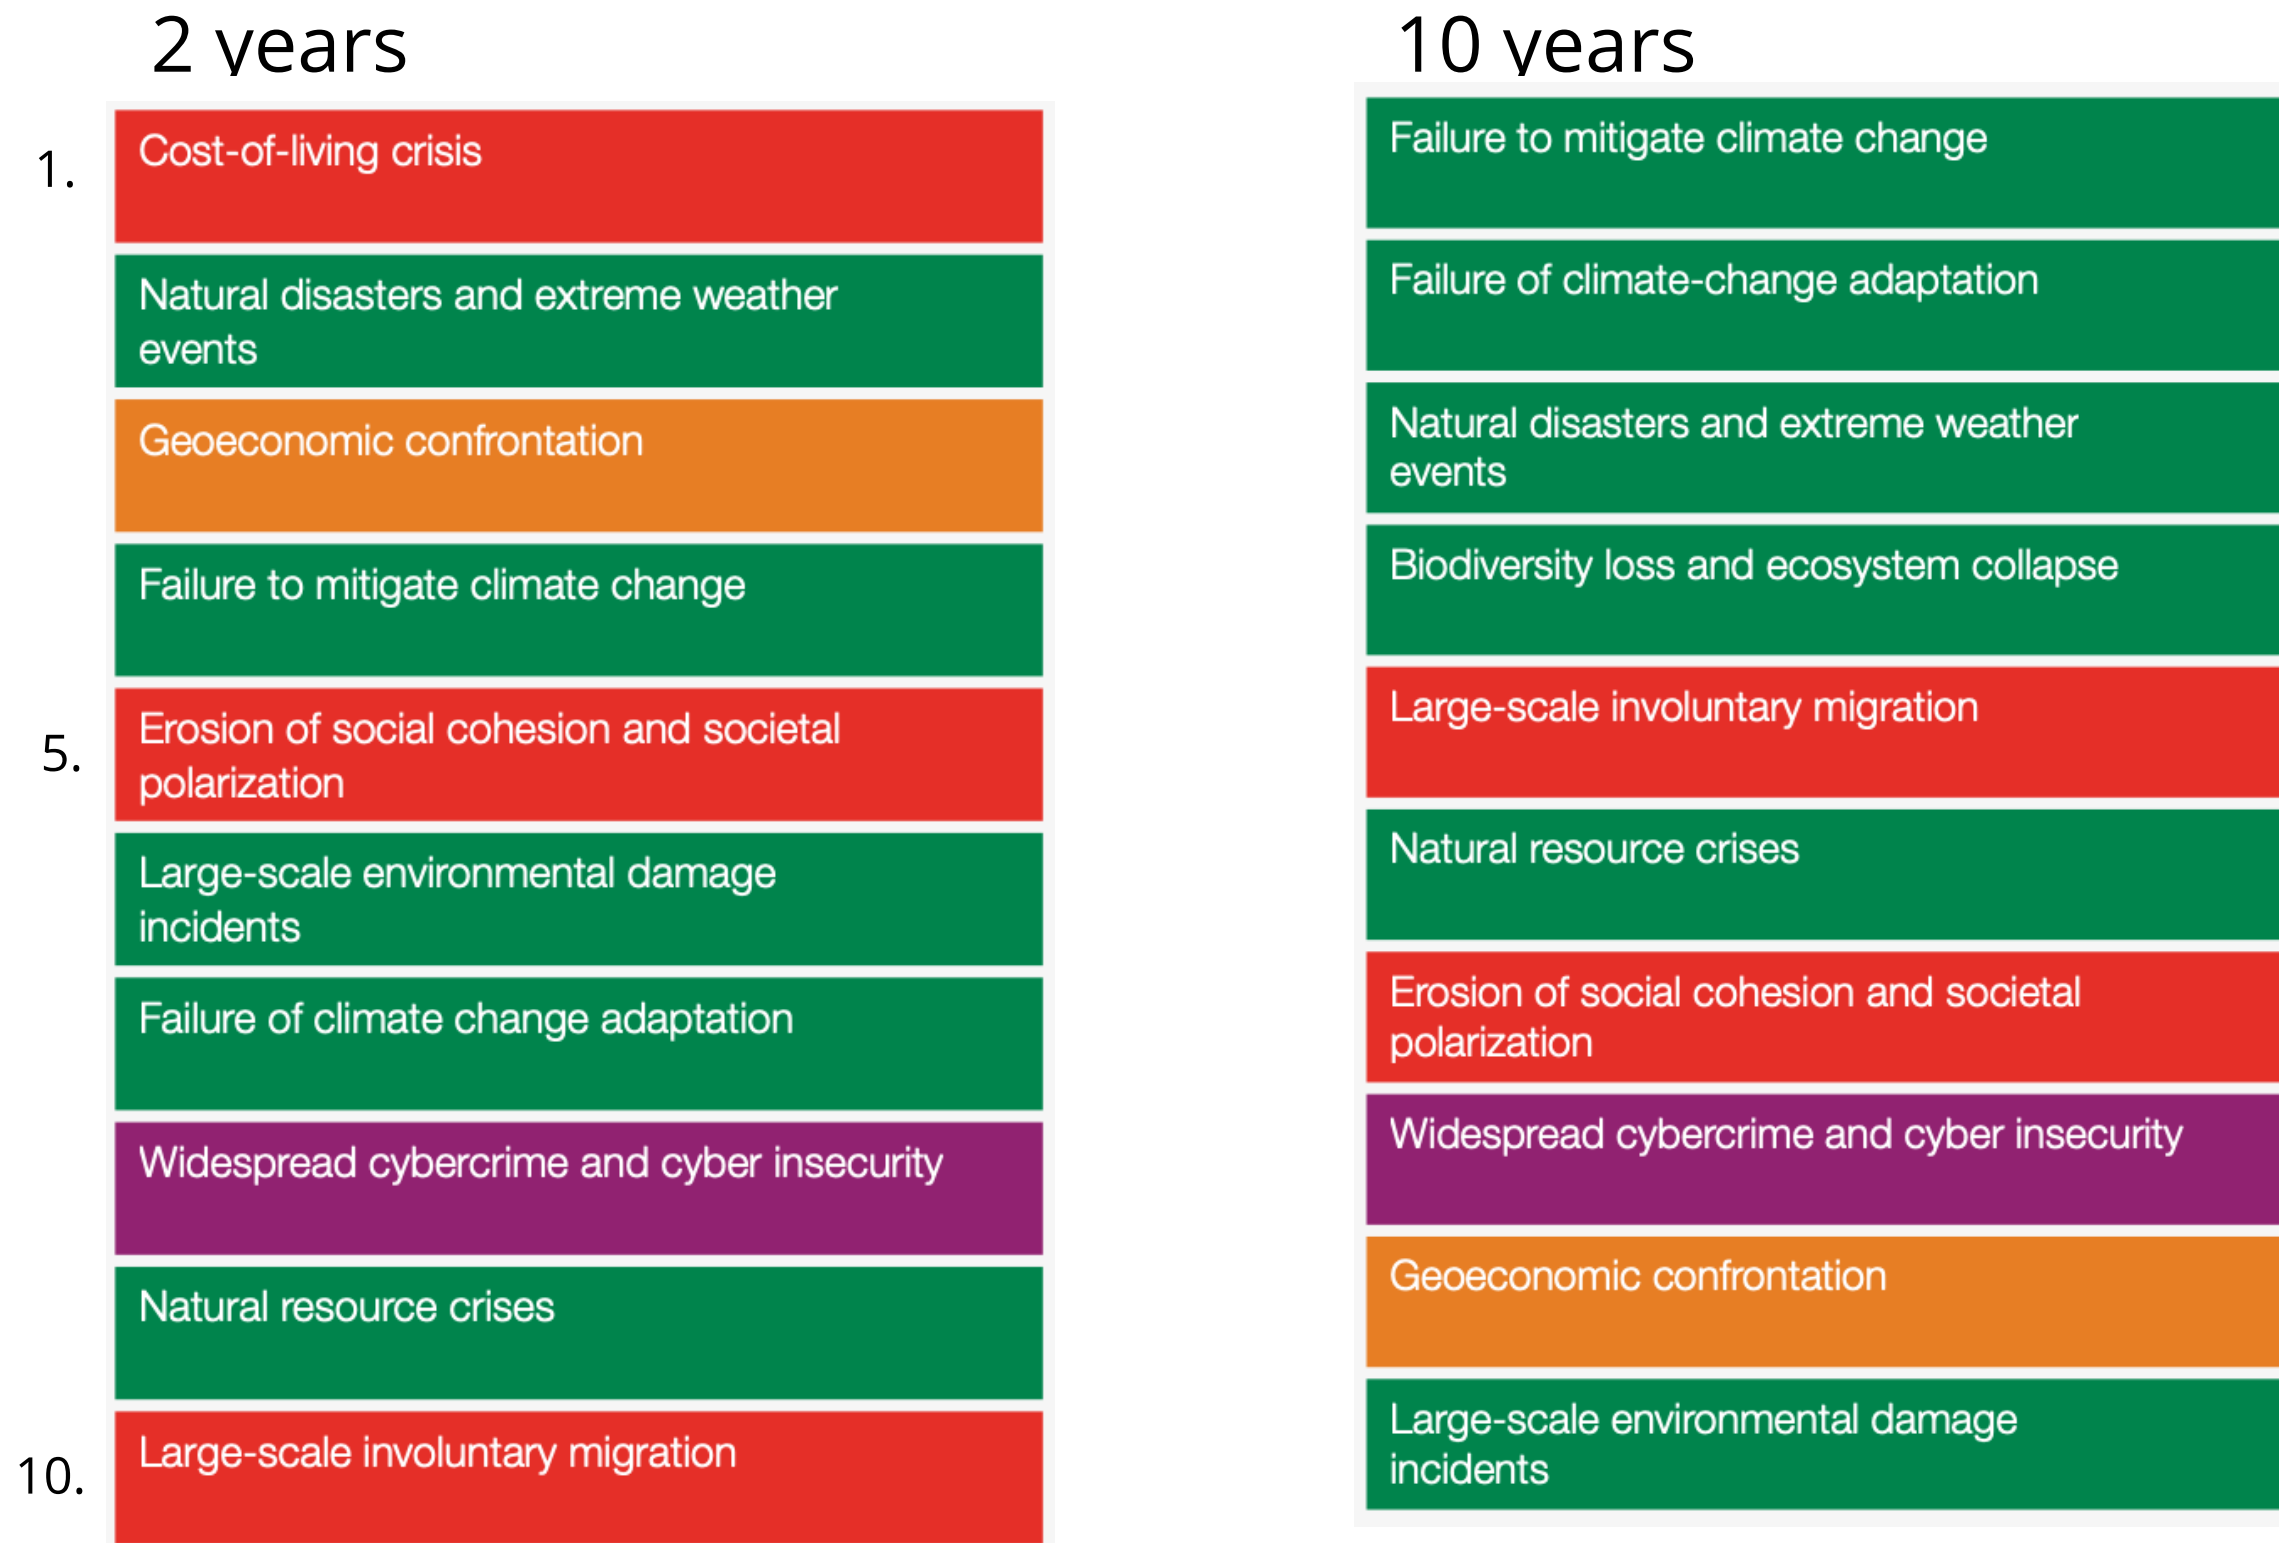 2 years
1.
Cost-of-living crisis
Natural disasters and extreme weather
events
Geoeconomic confrontation
Failure to mitigate climate change
5.
Erosion of social cohesion and societal
polarization
Large-scale environmental damage
incidents
Failure of climate change adaptation
Widespread cybercrime and cyber insecurity
Natural resource crises
10.
Large-scale involuntary migration
10 years
Failure to mitigate climate change
Failure of climate-change adaptation
Natural disasters and extreme weather
events
Biodiversity loss and ecosystem collapse
Large-scale involuntary migration
Natural resource crises
Erosion of social cohesion and societal
polarization
Widespread cybercrime and cyber insecurity
Geoeconomic confrontation
Large-scale environmental damage
incidents